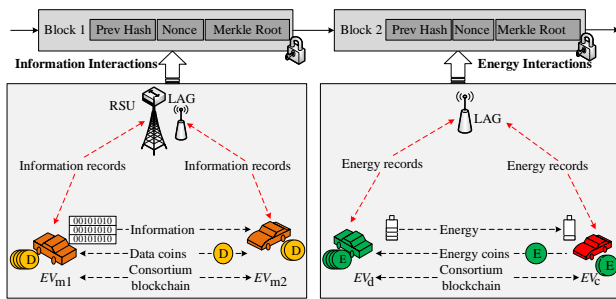 Block 1 Prev Hash Nonce Merkle Root
Block 2 Prev Hash Nonce Merkle Root
Information Interactions
Energy Interactions
RSU LAG
Information records Information records
00101010
00101010
00101010
Information
D D D
Data coins
EVm1 Consortium blockchain EVm2
LAG
Energy records Energy records
Energy
E E E
Energy coins
EVd Consortium blockchain EVc